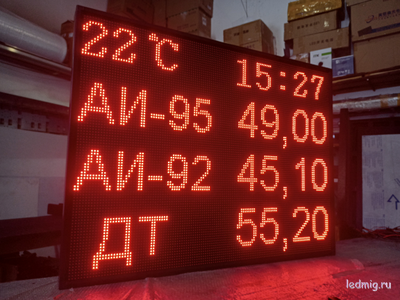 22 °C 15:27
АИ-95 49,00
АИ-92 45,10
ДТ 55,20
ledmig.ru